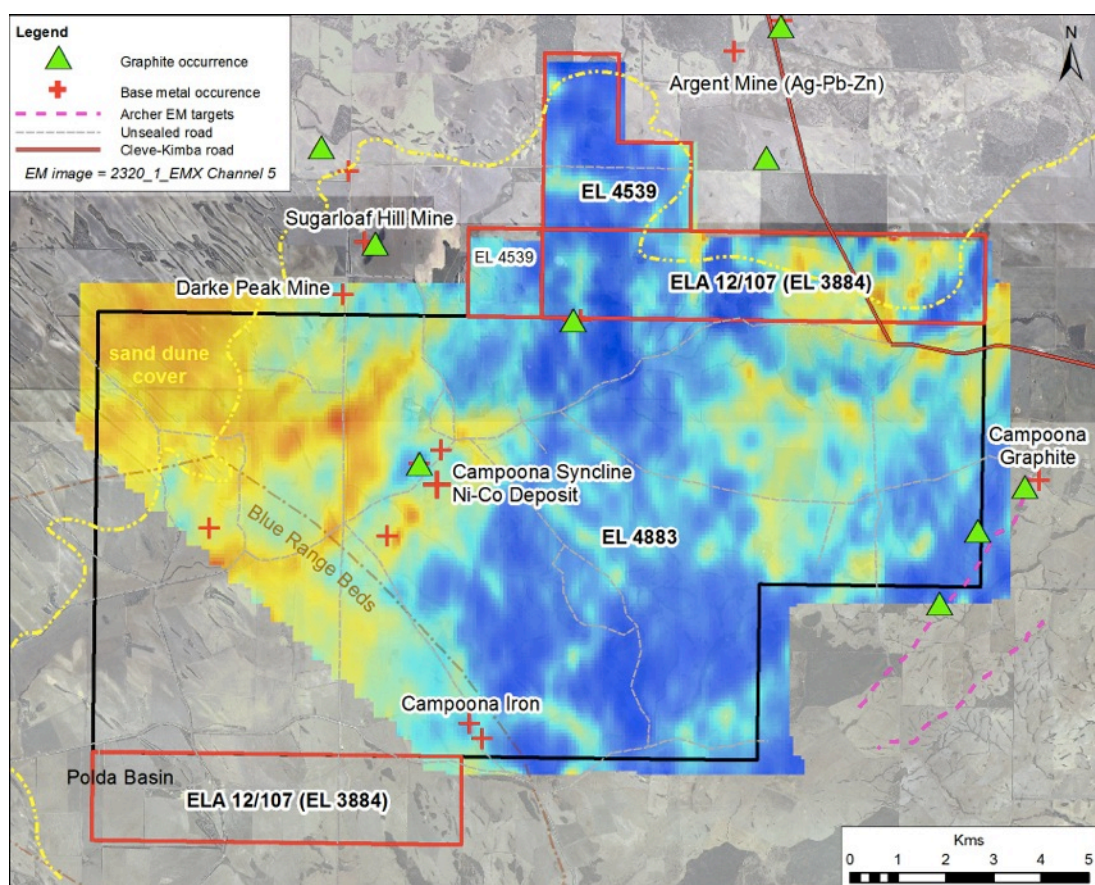 Legend
Graphite occurrence
Base metal occurence
Archer EM targets
Unsealed road
Cleve-Kimba road
EM image = 2320_1_EMX Channel 5
N
Argent Mine (Ag-Pb-Zn)
EL 4539
Sugarloaf Hill Mine
EL 4539
Darke Peak Mine
ELA 12/107 (EL 3884)
sand dune
cover
Campoona
Graphite
Campoona Syncline
Ni-Co Deposit
Blue Range Beds
EL 4883
Campoona Iron
Polda Basin
ELA 12/107 (EL 3884)
Kms
0 1 2 3 4 5